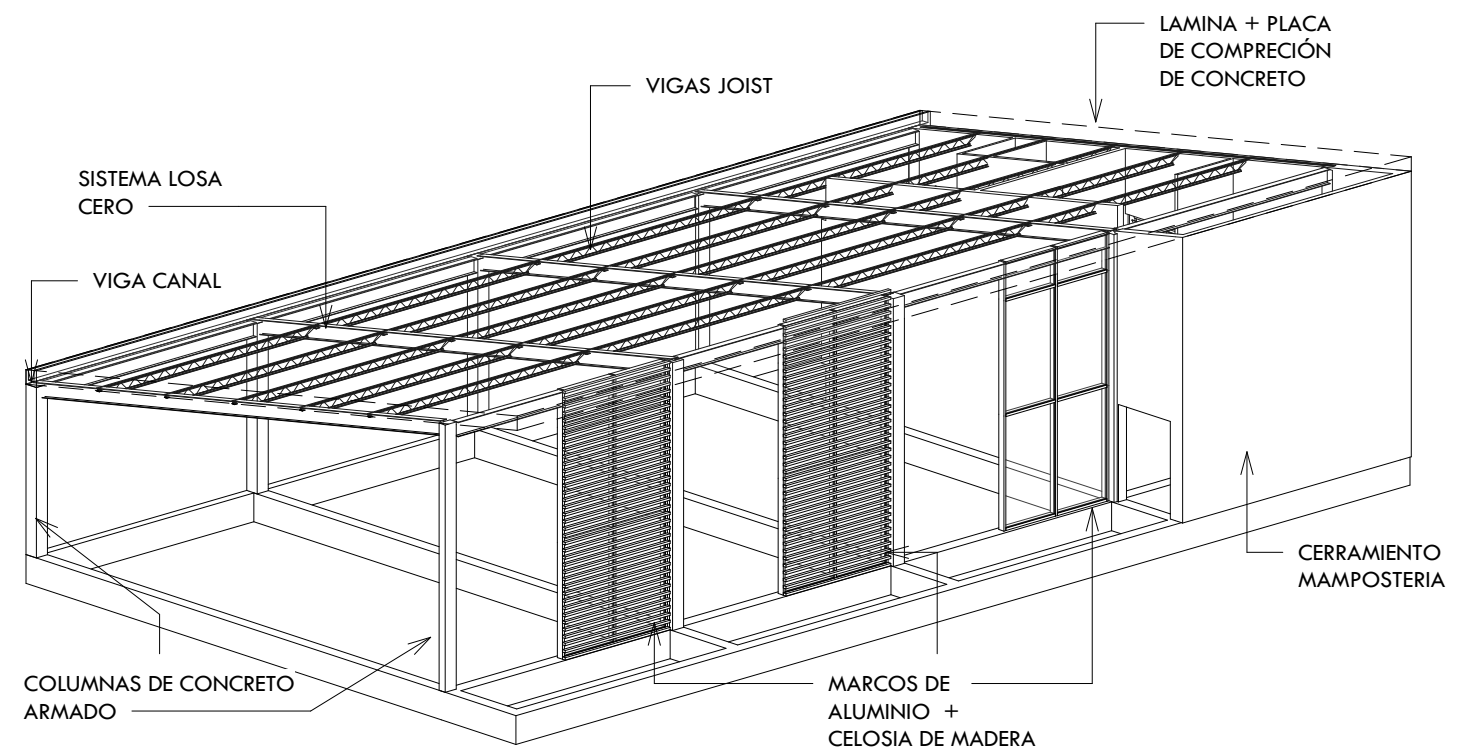 LAMINA + PLACA
DE COMPRECIÓN
DE CONCRETO
VIGAS JOIST
SISTEMA LOSA
CERO
VIGA CANAL
CERRAMIENTO
MAMPOSTERIA
COLUMNAS DE CONCRETO
ARMADO
MARCOS DE
ALUMINIO +
CELOSIA DE MADERA